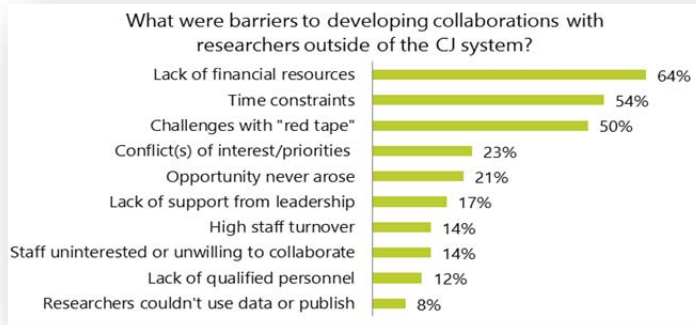 What were barriers to developing collaborations with
researchers outside of the CJ system?
Lack of financial resources 64%
Time constraints 54%
Challenges with "red tape" 50%
Conflict(s) of interest/priorities 23%
Opportunity never arose 21%
Lack of support from leadership 17%
High staff turnover 14%
Staff uninterested or unwilling to collaborate 14%
Lack of qualified personnel 12%
Researchers couldn't use data or publish 8%